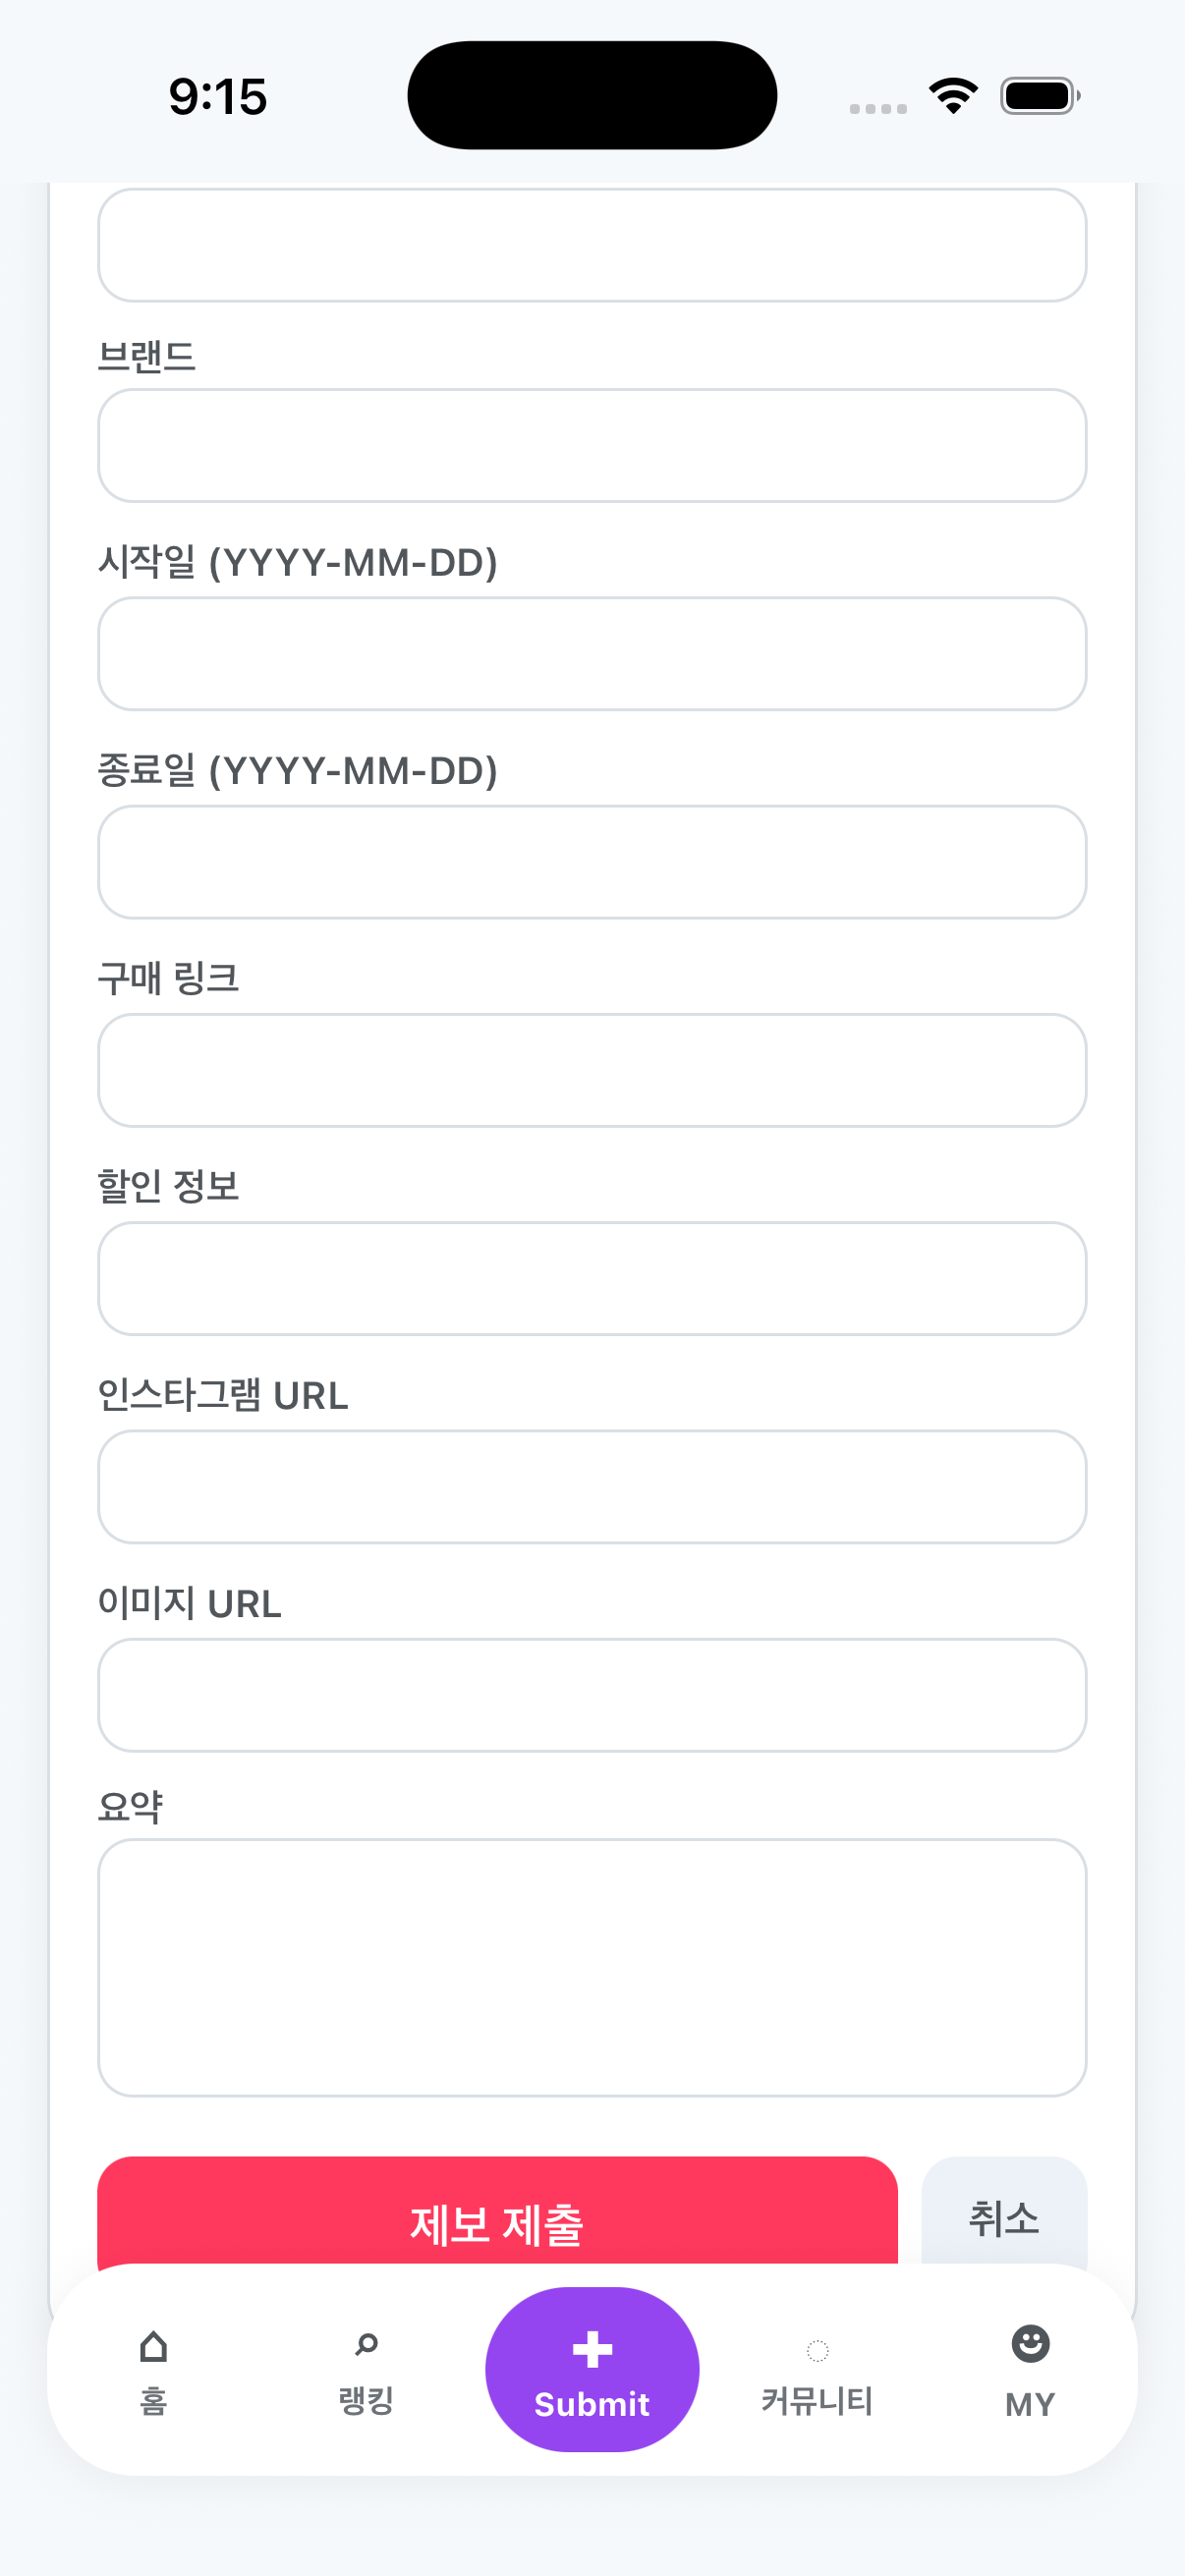 9:15
브랜드
시작일 (YYYY-MM-DD)
종료일 (YYYY-MM-DD)
구매 링크
할인 정보
인스타그램 URL
이미지 URL
요약
제보 제출
취소
홈
랭킹
Submit
커뮤니티
MY